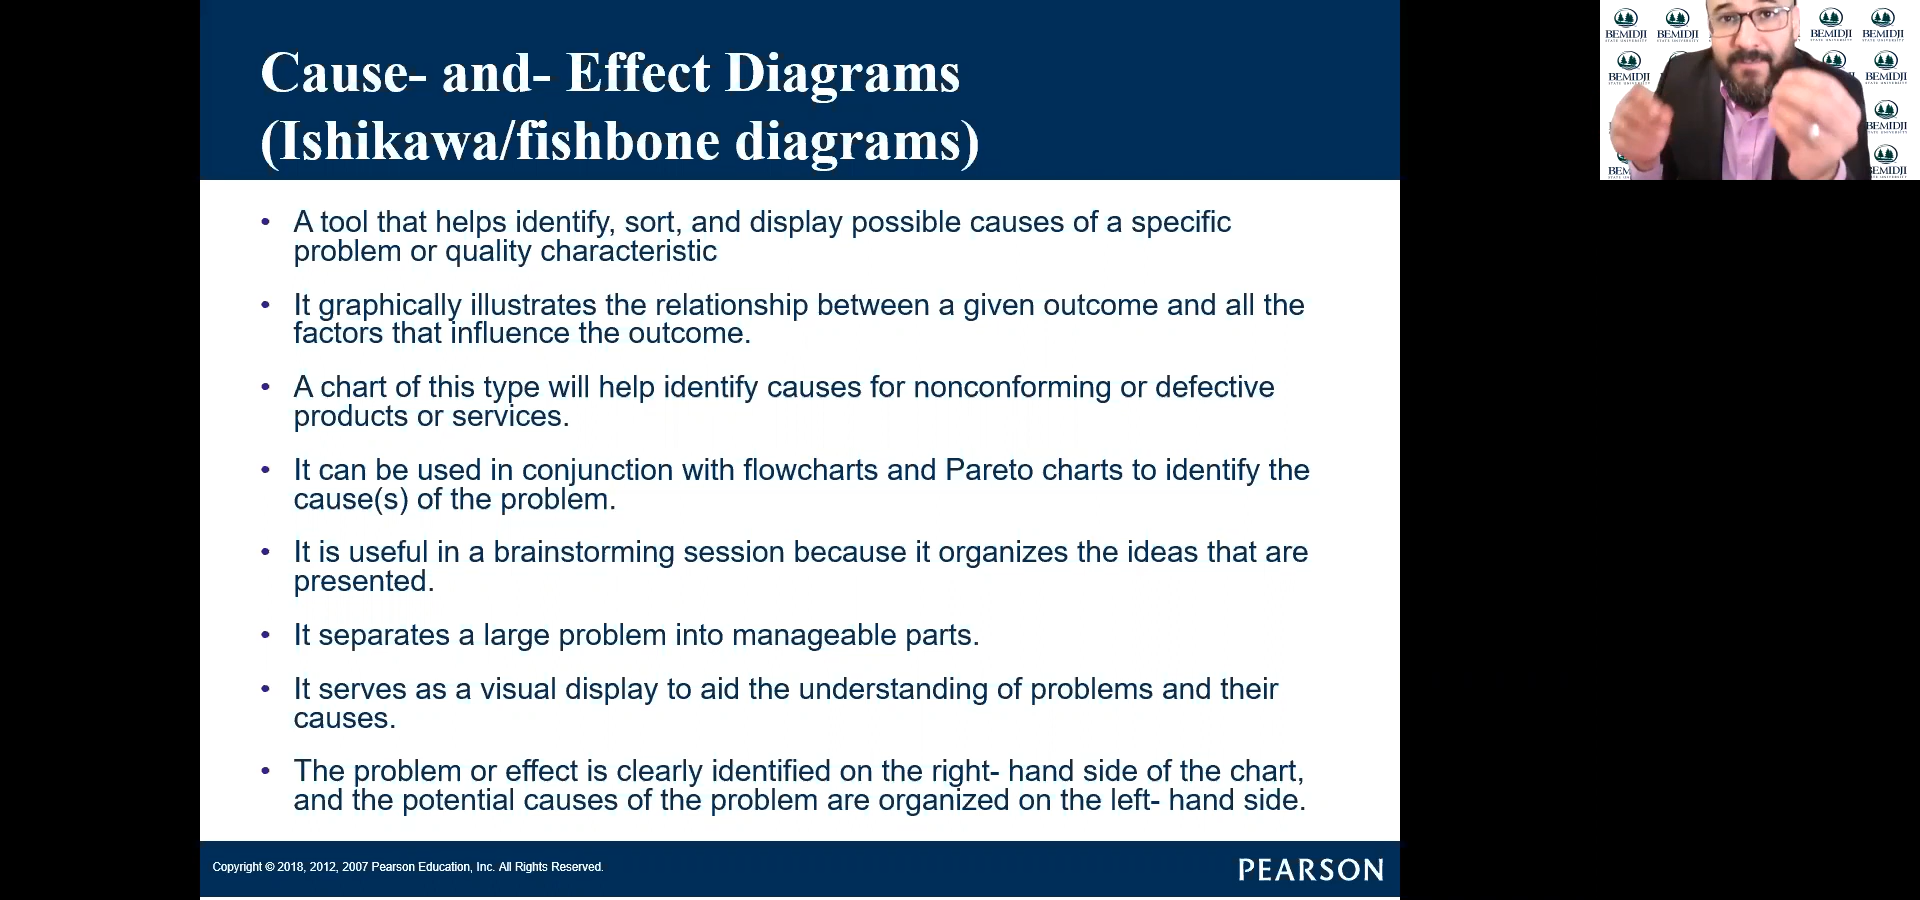 Cause- and- Effect Diagrams
(Ishikawa/fishbone diagrams)
• A tool that helps identify, sort, and display possible causes of a specific
problem or quality characteristic
• It graphically illustrates the relationship between a given outcome and all the
factors that influence the outcome.
• A chart of this type will help identify causes for nonconforming or defective
products or services.
• It can be used in conjunction with flowcharts and Pareto charts to identify the
cause(s) of the problem.
• It is useful in a brainstorming session because it organizes the ideas that are
presented.
• It separates a large problem into manageable parts.
• It serves as a visual display to aid the understanding of problems and their
causes.
• The problem or effect is clearly identified on the right- hand side of the chart,
and the potential causes of the problem are organized on the left- hand side.
Copyright © 2018, 2012, 2007 Pearson Education, Inc. All Rights Reserved.
PEARSON
BEMIDJI BEMIDJI BEMIDJI BEMIDJI
STATE UNIVERSITY STATE UNIVERSITY STATE UNIVERSITY STATE UNIVERSITY
BEMIDJI BEMIDJI